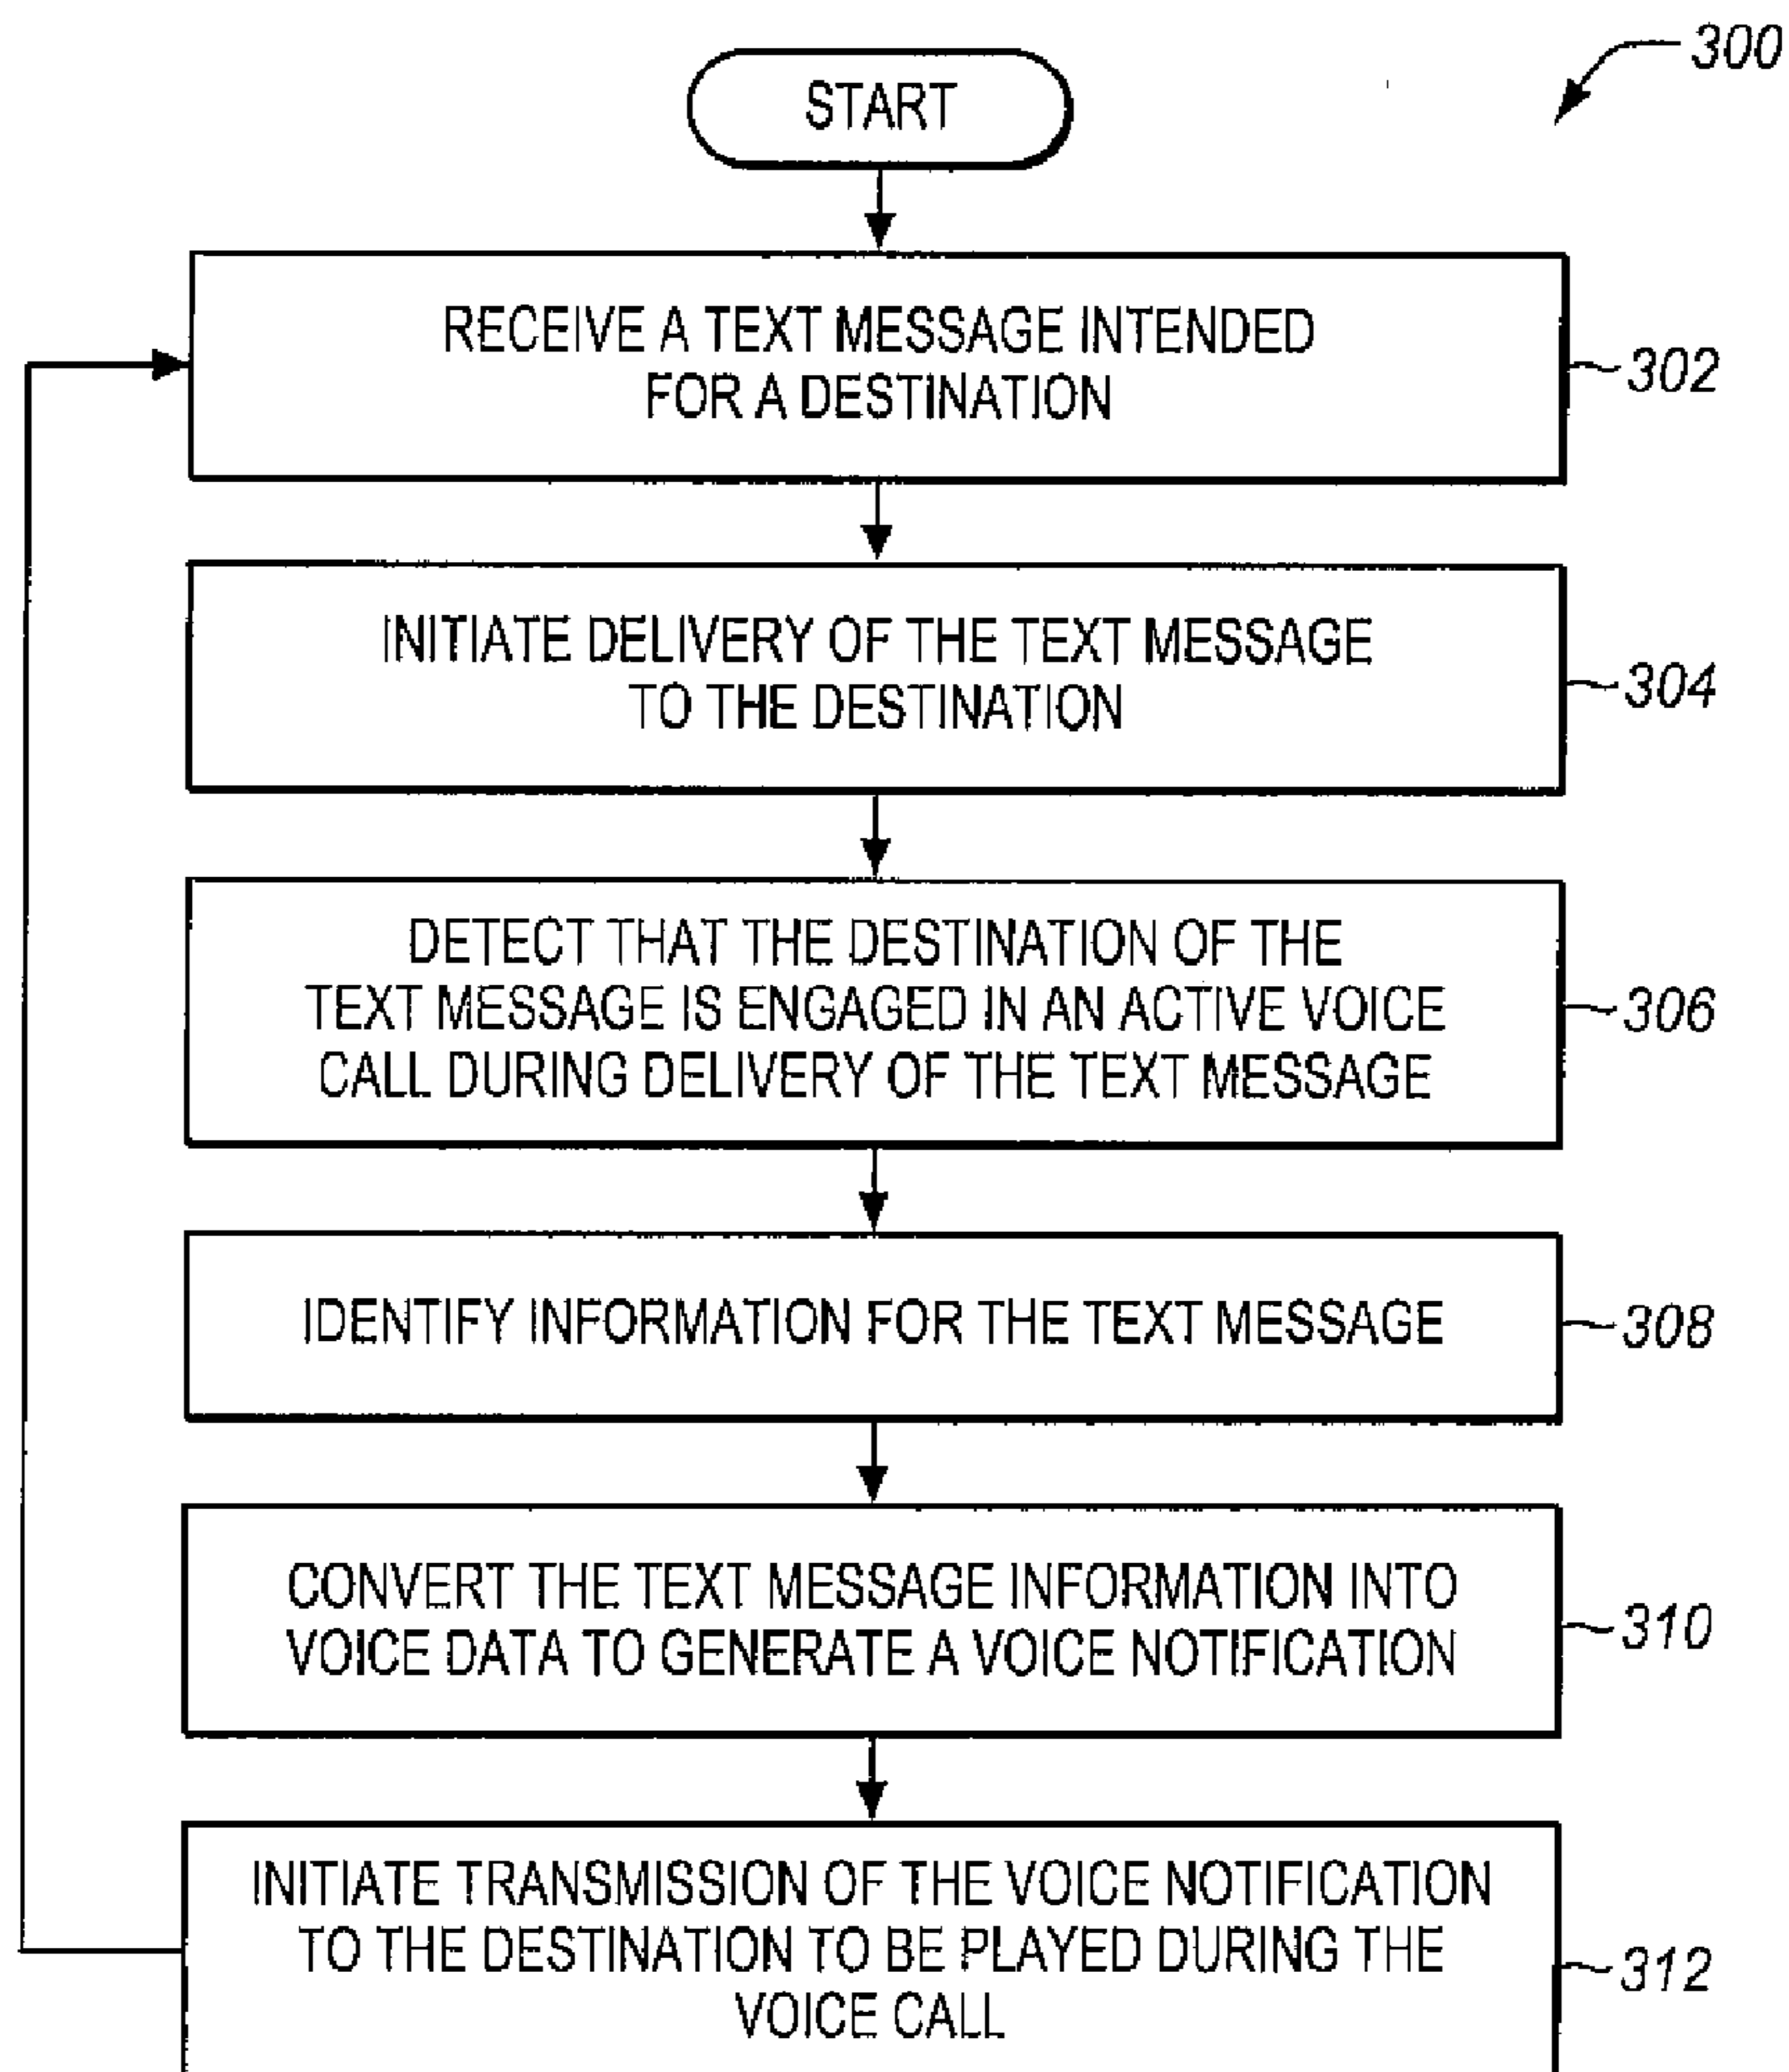 300
START
RECEIVE A TEXT MESSAGE INTENDED
FOR A DESTINATION
302
INITIATE DELIVERY OF THE TEXT MESSAGE
TO THE DESTINATION
304
DETECT THAT THE DESTINATION OF THE
TEXT MESSAGE IS ENGAGED IN AN ACTIVE VOICE
CALL DURING DELIVERY OF THE TEXT MESSAGE
306
IDENTIFY INFORMATION FOR THE TEXT MESSAGE
308
CONVERT THE TEXT MESSAGE INFORMATION INTO
VOICE DATA TO GENERATE A VOICE NOTIFICATION
310
INITIATE TRANSMISSION OF THE VOICE NOTIFICATION
TO THE DESTINATION TO BE PLAYED DURING THE
VOICE CALL
312